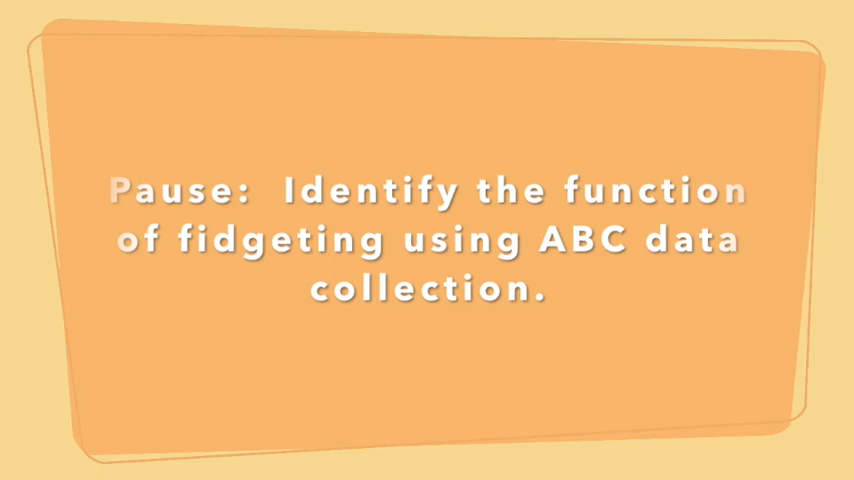 Pause: Identify the function
of fidgeting using ABC data
collection.